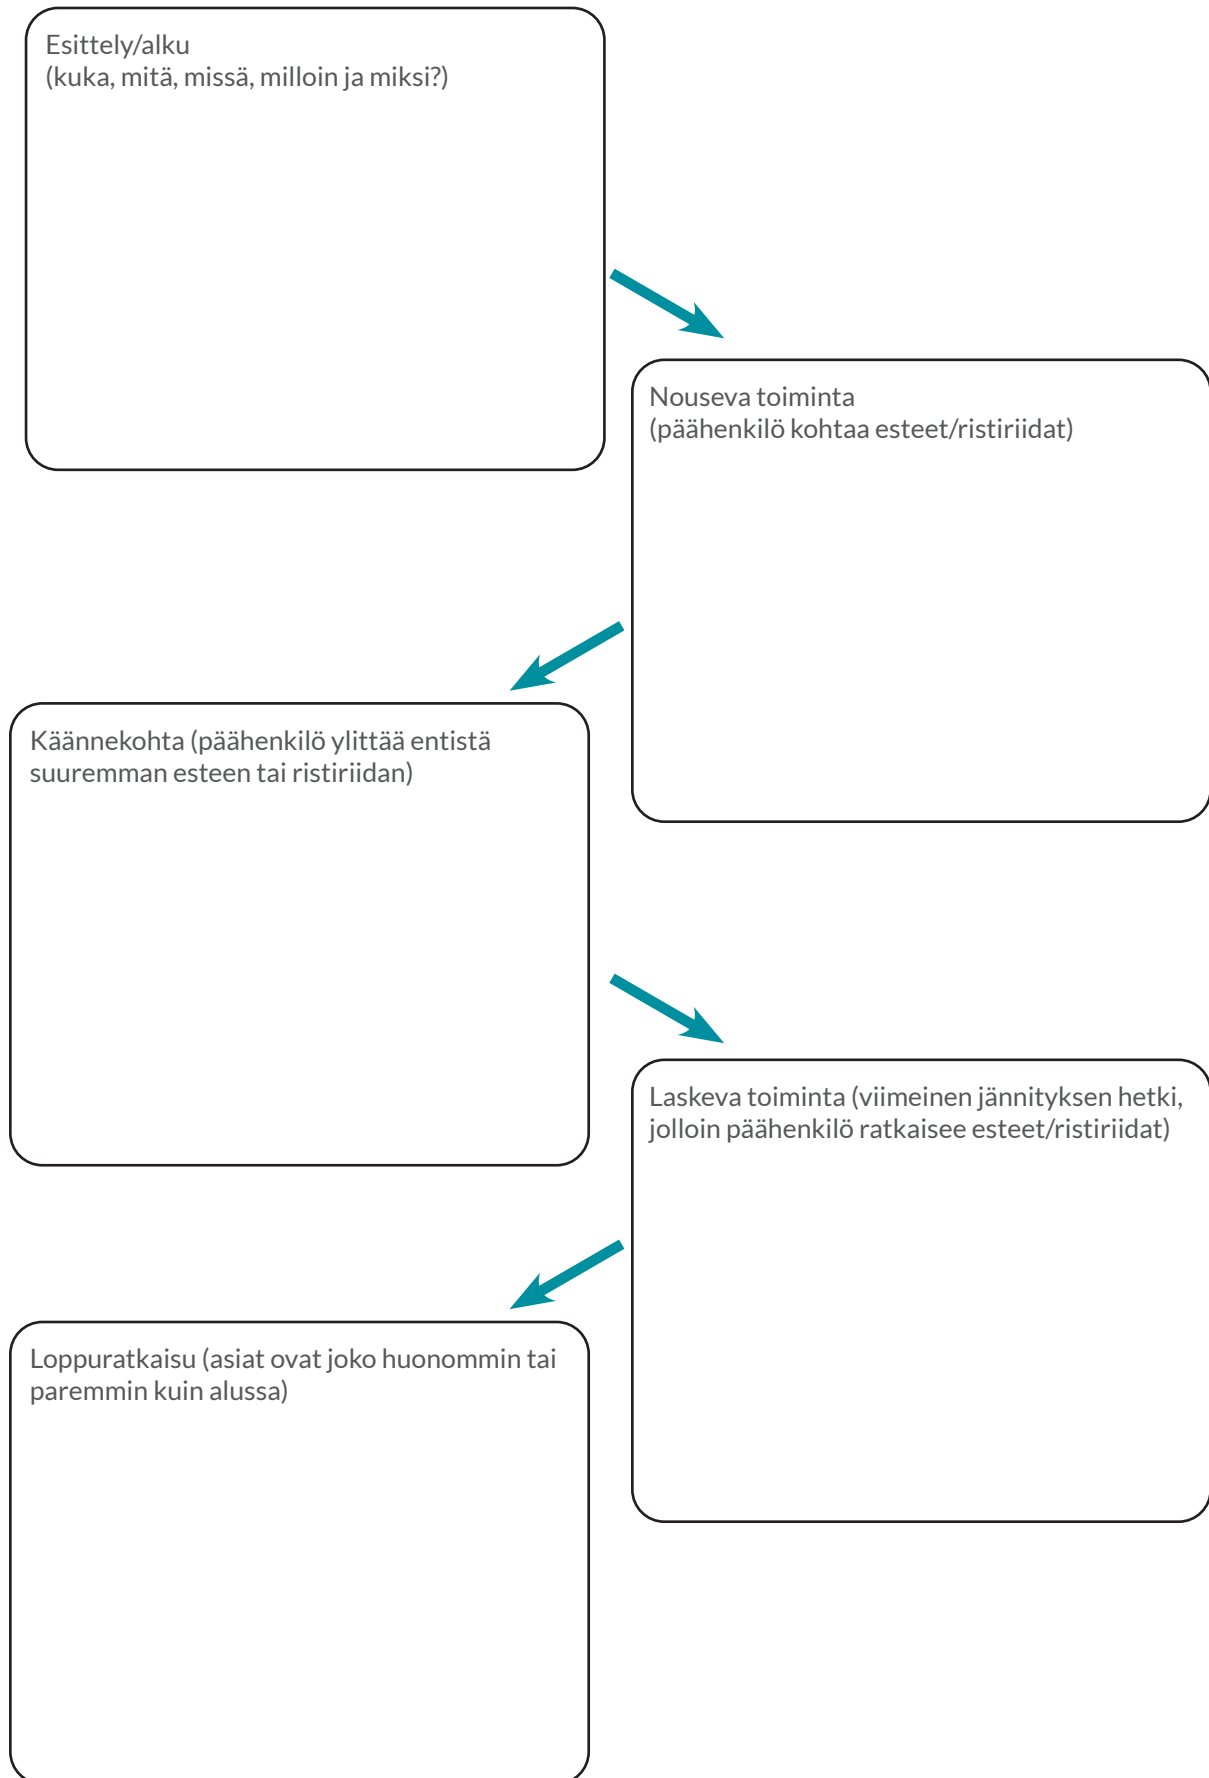 Esittely/alku
(kuka, mitä, missä, milloin ja miksi?)
Nouseva toiminta
(päähenkilö kohtaa esteet/ristiriidat)
Käännekohta (päähenkilö ylittää entistä
suuremman esteen tai ristiriidan)
Laskeva toiminta (viimeinen jännityksen hetki,
jolloin päähenkilö ratkaisee esteet/ristiriidat)
Loppuratkaisu (asiat ovat joko huonommin tai
paremmin kuin alussa)